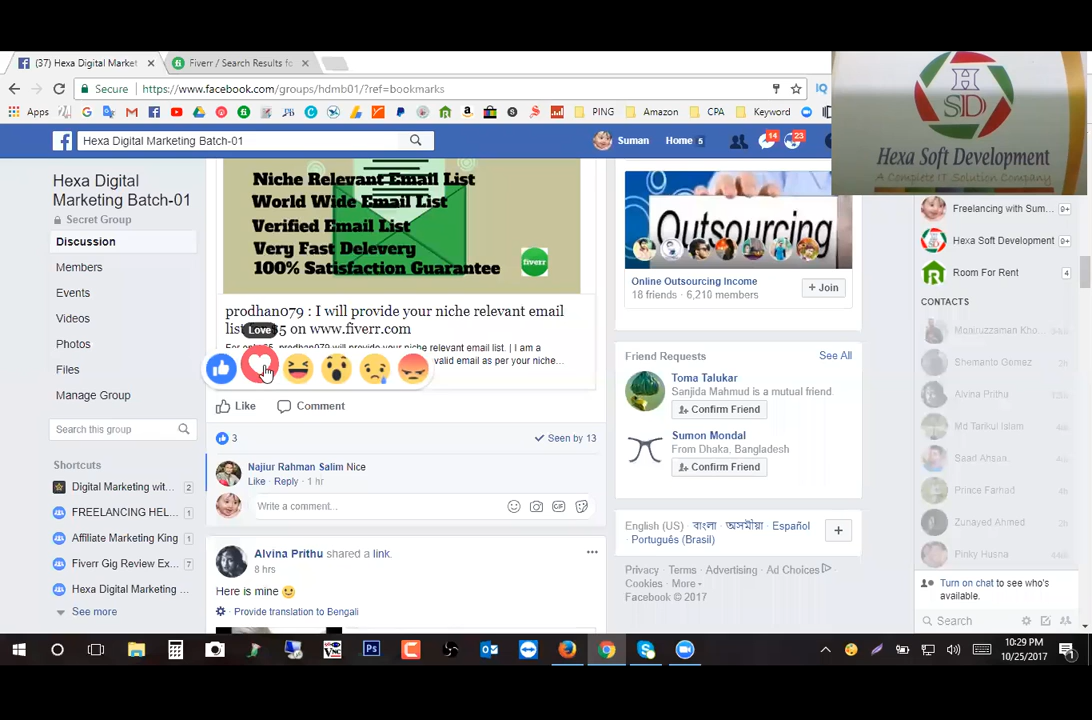 (37) Hexa Digital Market
Fiverr / Search Results fo
Secure
https://www.facebook.com/groups/hdmb01/?ref=bookmarks
Apps
PING
Amazon
CPA
Keyword
HSD
Hexa Soft Development
A Complete IT Solution Company
Hexa Digital Marketing Batch-01
Suman
Home 5
14
23
Hexa Digital
Marketing Batch-01
Secret Group
Discussion
Members
Events
Videos
Photos
Files
Manage Group
Search this group
Shortcuts
Digital Marketing wit... 2
FREELANCING HEL...
Affiliate Marketing King 1
Fiverr Gig Review Ex... 7
Hexa Digital Marketing ...
See more
Niche Relevant Email List
World Wide Email List
Verified Email List
Very Fast Delevery
100% Satisfaction Guarantee
fiverr
prodhan079 : I will provide your niche relevant email
list $5 on www.fiverr.com
Love
prodhan079 will provide your niche relevant email list. | I am a
valid email as per your niche...
Like
Comment
3
Seen by 13
Najiur Rahman Salim Nice
Like · Reply · 1 hr
Write a comment...
Alvina Prithu shared a link.
8 hrs
Here is mine
Provide translation to Bengali
Outsourcing
Online Outsourcing Income
18 friends · 6,210 members
+ Join
Friend Requests
See All
Toma Talukar
Sanjida Mahmud is a mutual friend.
Confirm Friend
Sumon Mondal
From Dhaka, Bangladesh
Confirm Friend
English (US) · বাংলা · অসমীয়া · Español ·
Português (Brasil)
Privacy · Terms · Advertising · Ad Choices
Cookies · More
Facebook © 2017
Freelancing with Sum...
Hexa Soft Development
Room For Rent 4
CONTACTS
Moniruzzaman Kho...
Shemanto Gomez
Alvina Prithu
Md Tarikul Islam
Saad Ahsan
Prince Farhad
Zunayed Ahmed
Pinky Husna
Turn on chat to see who's
available.
Search
10:29 PM
10/25/2017